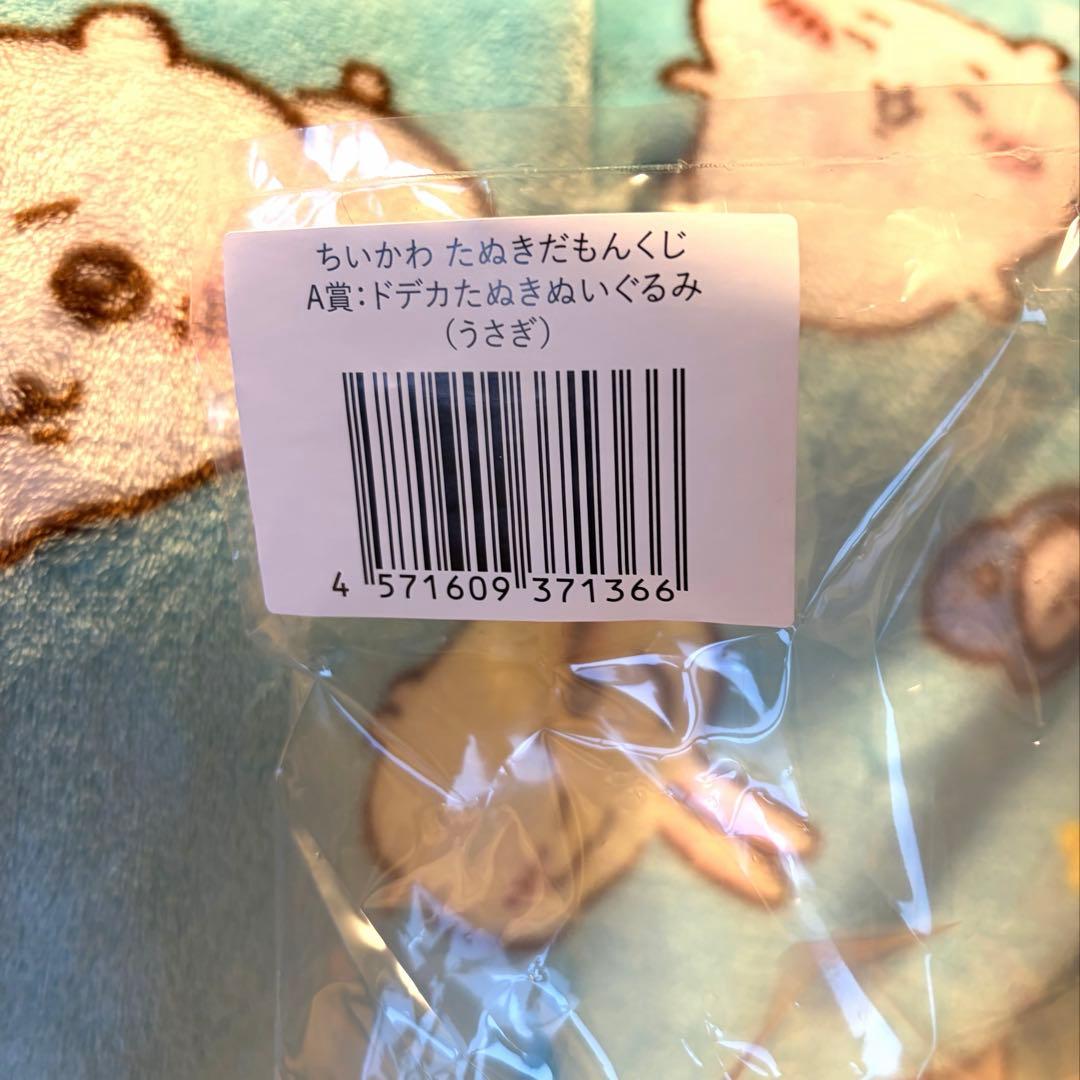 ちいかわ たぬきだもんくじ
A賞:ドデカたぬきぬいぐるみ
(うさぎ)
4 571609 371366